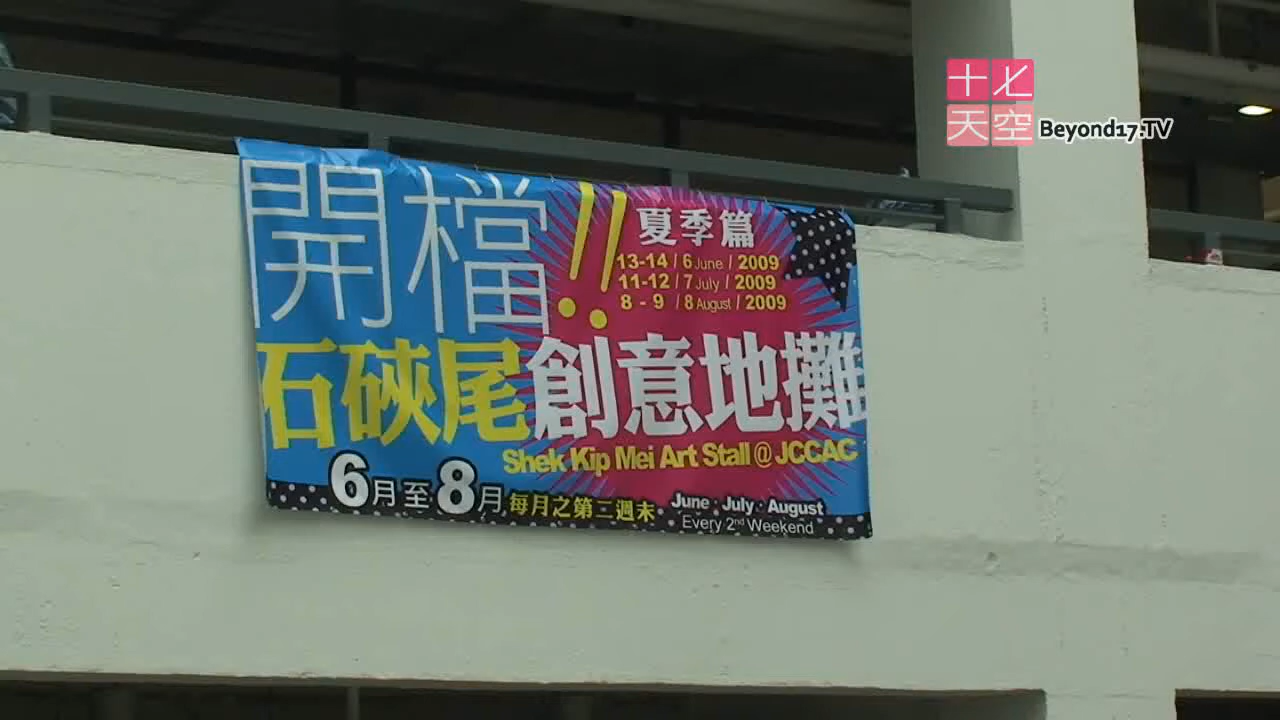 十七
天空
Beyond17.TV
開檔!!
夏季篇
13-14 / 6 June / 2009
11-12 / 7 July / 2009
8 - 9 / 8 August / 2009
石硤尾創意地攤
Shek Kip Mei Art Stall @ JCCAC
6月至8月 每月之第二週末
June · July · August
Every 2nd Weekend